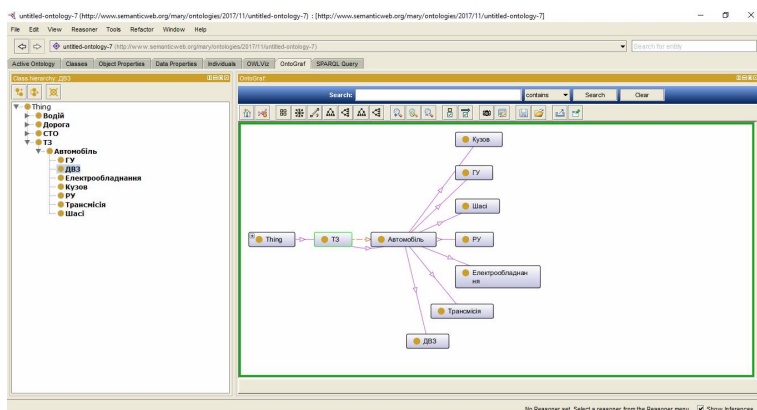 untitled-ontology-7 (http://www.semanticweb.org/mary/ontologies/2017/11/untitled-ontology-7) : [http://www.semanticweb.org/mary/ontologies/2017/11/untitled-ontology-7]
File Edit View Reasoner Tools Refactor Window Help
untitled-ontology-7 (http://www.semanticweb.org/mary/ontologies/2017/11/untitled-ontology-7)
Search for entity
Active Ontology Classes Object Properties Data Properties Individuals OWLViz OntoGraf SPARQL Query
Class hierarchy: ДВЗ
Thing
Водій
Дорога
СТО
ТЗ
Автомобіль
ГУ
ДВЗ
Електрообладнання
Кузов
РУ
Трансмісія
Шасі
OntoGraf:
Search: contains Search Clear
Кузов
ГУ
Шасі
Thing ТЗ Автомобіль РУ
Електрообладнан
ня
Трансмісія
ДВЗ
No Reasoner set. Select a reasoner from the Reasoner menu Show Inferences